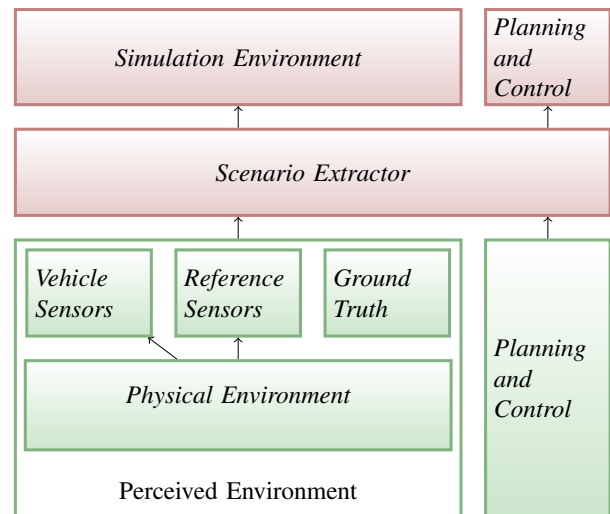 Simulation Environment
Planning
and
Control
Scenario Extractor
Vehicle
Sensors
Reference
Sensors
Ground
Truth
Physical Environment
Perceived Environment
Planning
and
Control